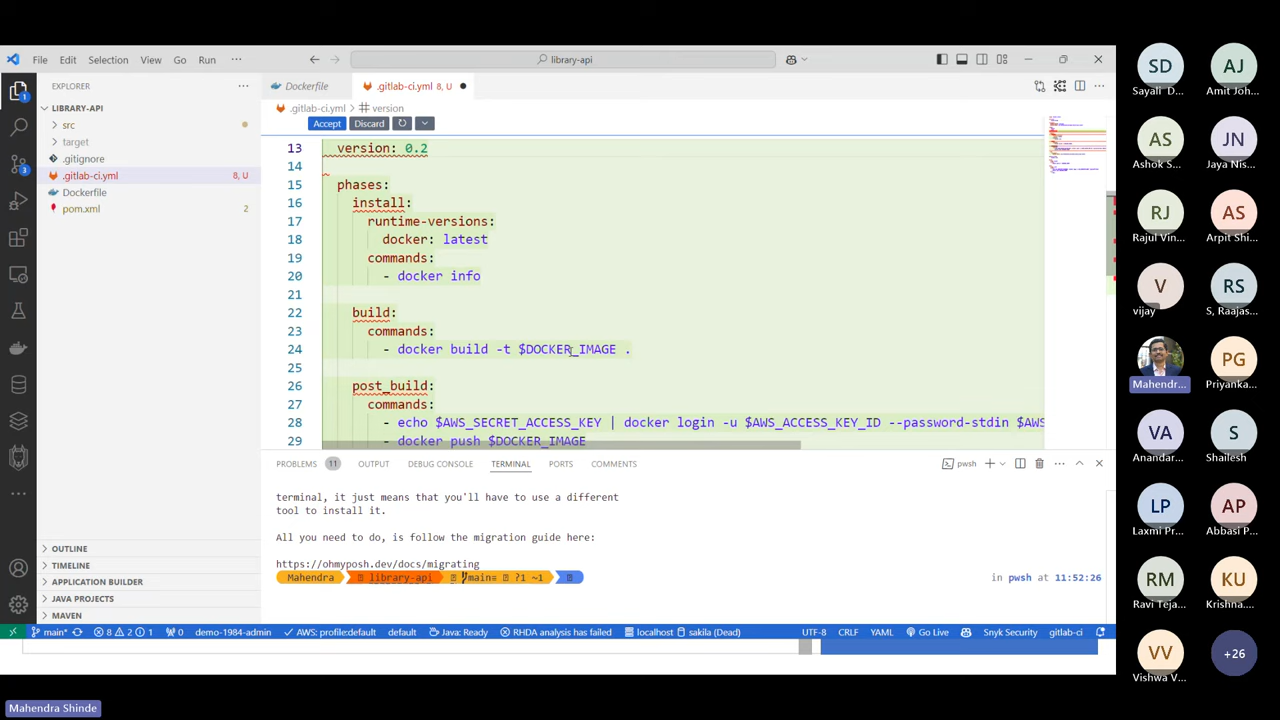 File Edit Selection View Go Run ··· library-api
EXPLORER ···
LIBRARY-API
src
target
.gitignore
.gitlab-ci.yml 8, U
Dockerfile
pom.xml 2
OUTLINE
TIMELINE
APPLICATION BUILDER
JAVA PROJECTS
MAVEN
Dockerfile .gitlab-ci.yml 8, U
.gitlab-ci.yml > # version
Accept Discard
13 version: 0.2
14
15 phases:
16 install:
17 runtime-versions:
18 docker: latest
19 commands:
20 - docker info
21
22 build:
23 commands:
24 - docker build -t $DOCKER_IMAGE .
25
26 post_build:
27 commands:
28 - echo $AWS_SECRET_ACCESS_KEY | docker login -u $AWS_ACCESS_KEY_ID --password-stdin $AWS
29 - docker push $DOCKER_IMAGE
PROBLEMS 11 OUTPUT DEBUG CONSOLE TERMINAL PORTS COMMENTS pwsh
terminal, it just means that you'll have to use a different
tool to install it.
All you need to do, is follow the migration guide here:
https://ohmyposh.dev/docs/migrating
Mahendra library-api main≡ ?1 ~1 in pwsh at 11:52:26
main* 8 2 1 0 demo-1984-admin AWS: profile:default default Java: Ready RHDA analysis has failed localhost sakila (Dead) UTF-8 CRLF YAML Go Live Snyk Security gitlab-ci
SD AJ
Sayali D... Amit Joh...
AS JN
Ashok S... Jaya Nis...
RJ AS
Rajul Vin... Arpit Shi...
V RS
vijay S, Raajas...
PG
Mahendr... Priyanka...
VA S
Anandar... Shailesh
LP AP
Laxmi Pr... Abbasi P...
RM KU
Ravi Teja... Krishna...
VV +26
Vishwa V...
Mahendra Shinde